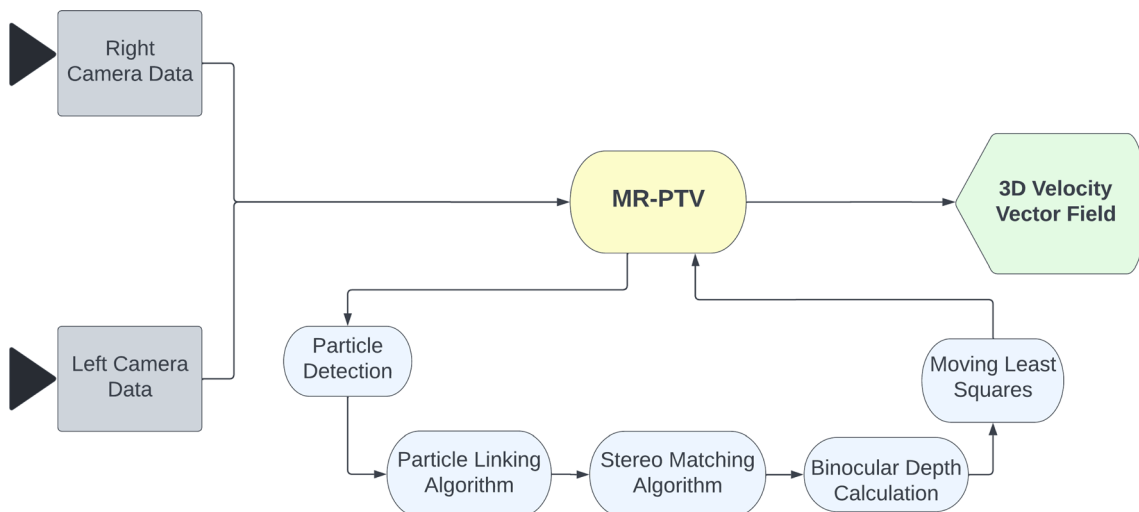 Right
Camera Data
Left Camera
Data
MR-PTV
3D Velocity
Vector Field
Particle
Detection
Particle Linking
Algorithm
Stereo Matching
Algorithm
Binocular Depth
Calculation
Moving Least
Squares